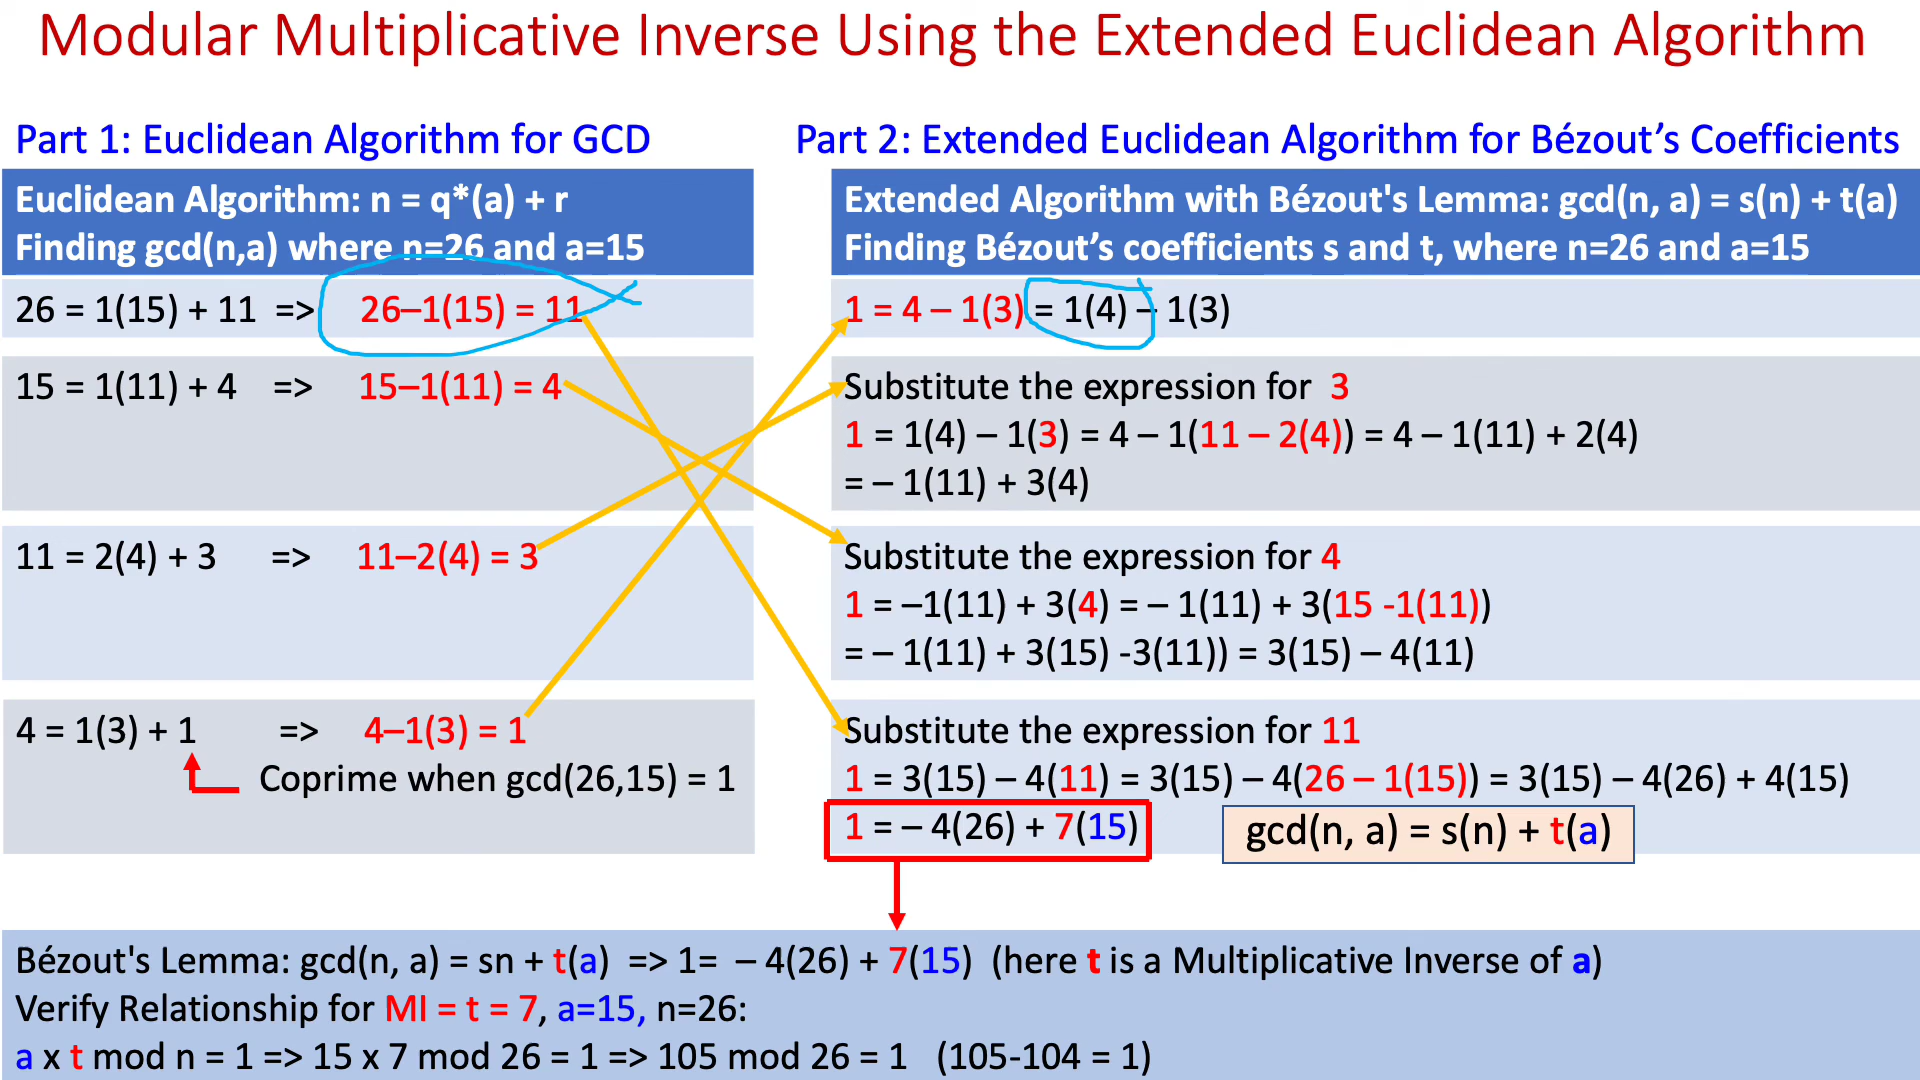 Modular Multiplicative Inverse Using the Extended Euclidean Algorithm
Part 1: Euclidean Algorithm for GCD
Euclidean Algorithm: n = q*(a) + r
Finding gcd(n,a) where n=26 and a=15
26 = 1(15) + 11 => 26–1(15) = 11
15 = 1(11) + 4 => 15–1(11) = 4
11 = 2(4) + 3 => 11–2(4) = 3
4 = 1(3) + 1 => 4–1(3) = 1
Coprime when gcd(26,15) = 1
Part 2: Extended Euclidean Algorithm for Bézout’s Coefficients
Extended Algorithm with Bézout's Lemma: gcd(n, a) = s(n) + t(a)
Finding Bézout’s coefficients s and t, where n=26 and a=15
1 = 4 – 1(3) = 1(4) – 1(3)
Substitute the expression for 3
1 = 1(4) – 1(3) = 4 – 1(11 – 2(4)) = 4 – 1(11) + 2(4)
= – 1(11) + 3(4)
Substitute the expression for 4
1 = –1(11) + 3(4) = – 1(11) + 3(15 -1(11))
= – 1(11) + 3(15) -3(11)) = 3(15) – 4(11)
Substitute the expression for 11
1 = 3(15) – 4(11) = 3(15) – 4(26 – 1(15)) = 3(15) – 4(26) + 4(15)
1 = – 4(26) + 7(15)
gcd(n, a) = s(n) + t(a)
Bézout's Lemma: gcd(n, a) = sn + t(a) => 1= – 4(26) + 7(15) (here t is a Multiplicative Inverse of a)
Verify Relationship for MI = t = 7, a=15, n=26:
a x t mod n = 1 => 15 x 7 mod 26 = 1 => 105 mod 26 = 1 (105-104 = 1)